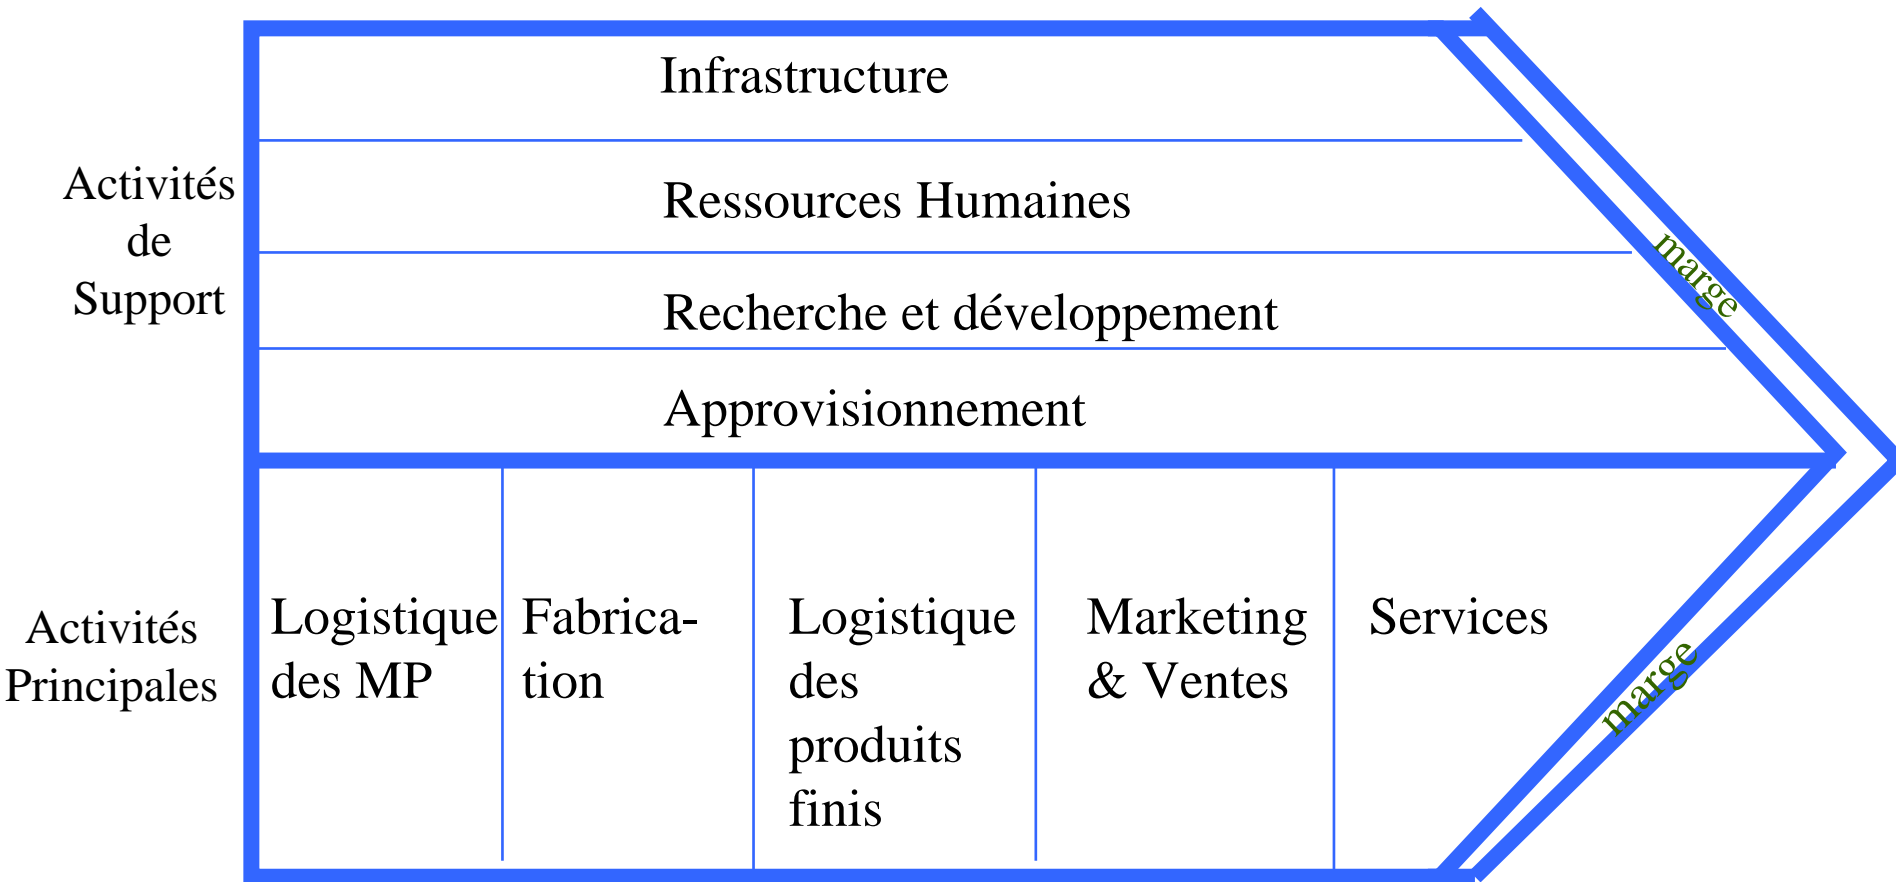 Infrastructure
Activités
de
Support
Ressources Humaines
Recherche et développement
Approvisionnement
marge
Activités
Principales
Logistique
des MP
Fabrica-
tion
Logistique
des
produits
finis
Marketing
& Ventes
Services
marge